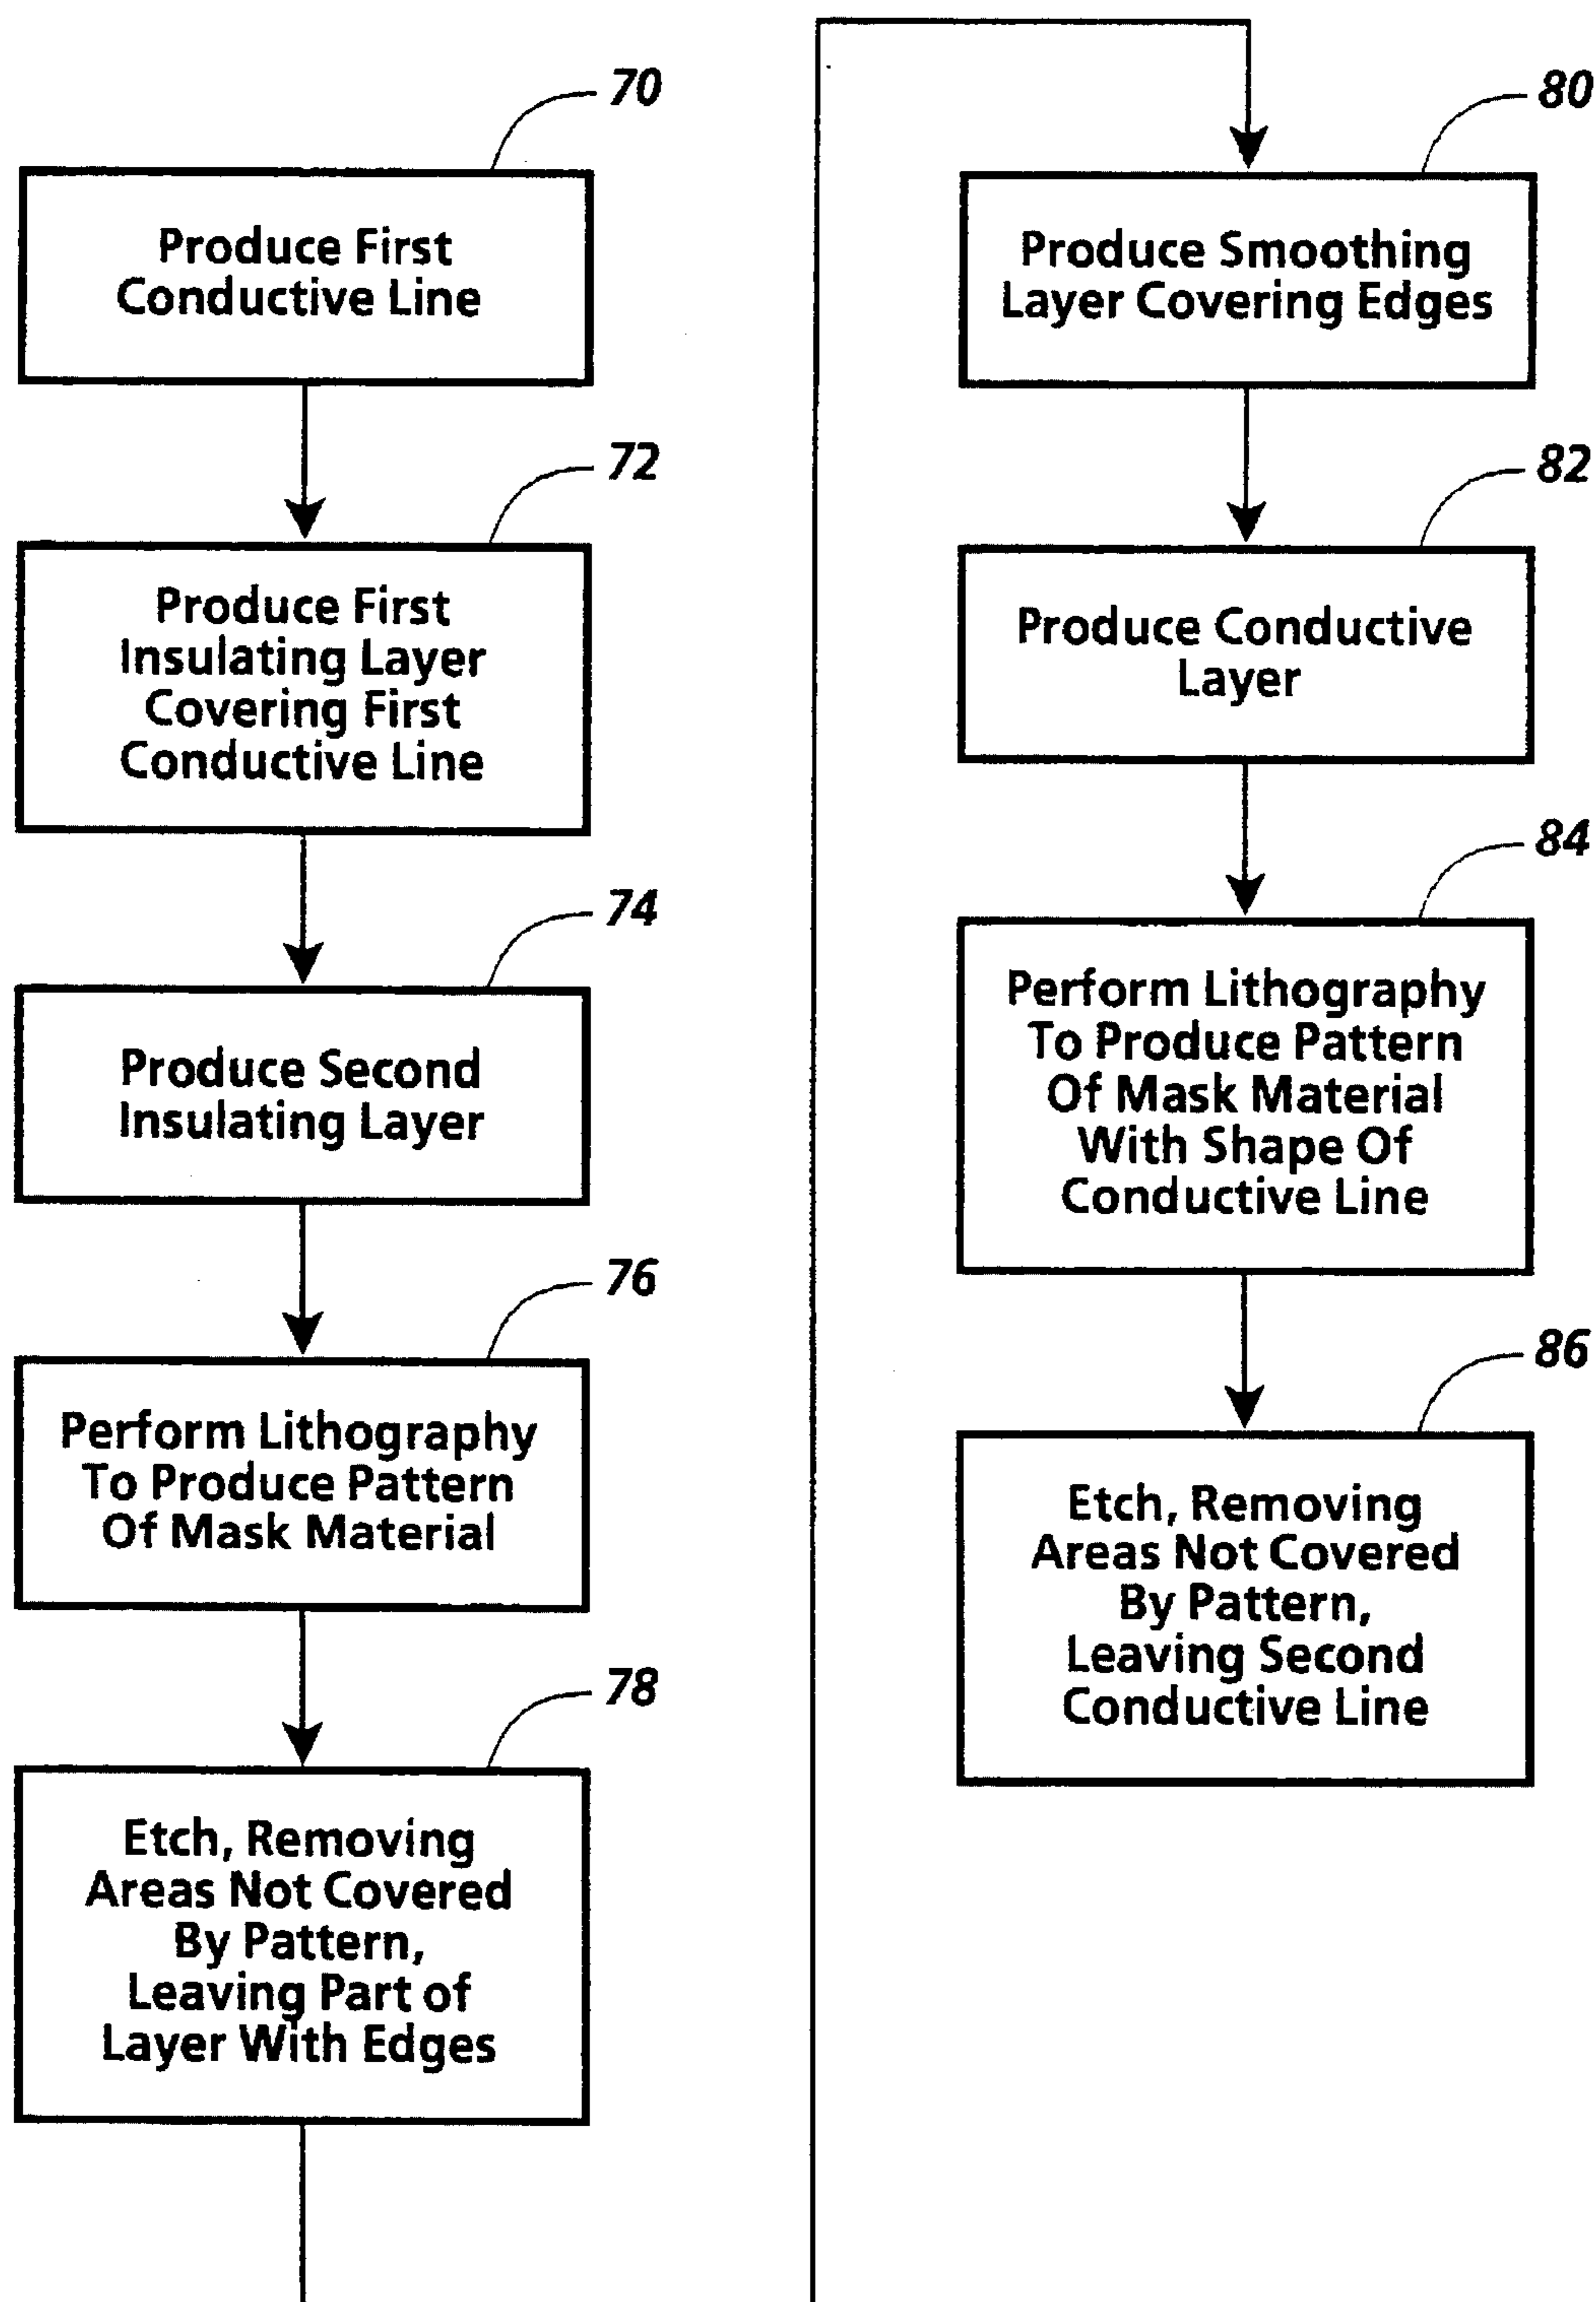 70
Produce First
Conductive Line
72
Produce First
Insulating Layer
Covering First
Conductive Line
74
Produce Second
Insulating Layer
76
Perform Lithography
To Produce Pattern
Of Mask Material
78
Etch, Removing
Areas Not Covered
By Pattern,
Leaving Part of
Layer With Edges
80
Produce Smoothing
Layer Covering Edges
82
Produce Conductive
Layer
84
Perform Lithography
To Produce Pattern
Of Mask Material
With Shape Of
Conductive Line
86
Etch, Removing
Areas Not Covered
By Pattern,
Leaving Second
Conductive Line